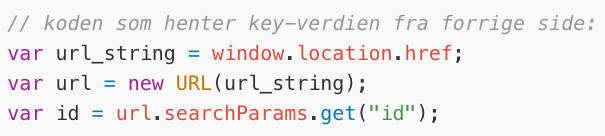 // koden som henter key-verdien fra forrige side:
var url_string = window.location.href;
var url = new URL(url_string);
var id = url.searchParams.get("id");